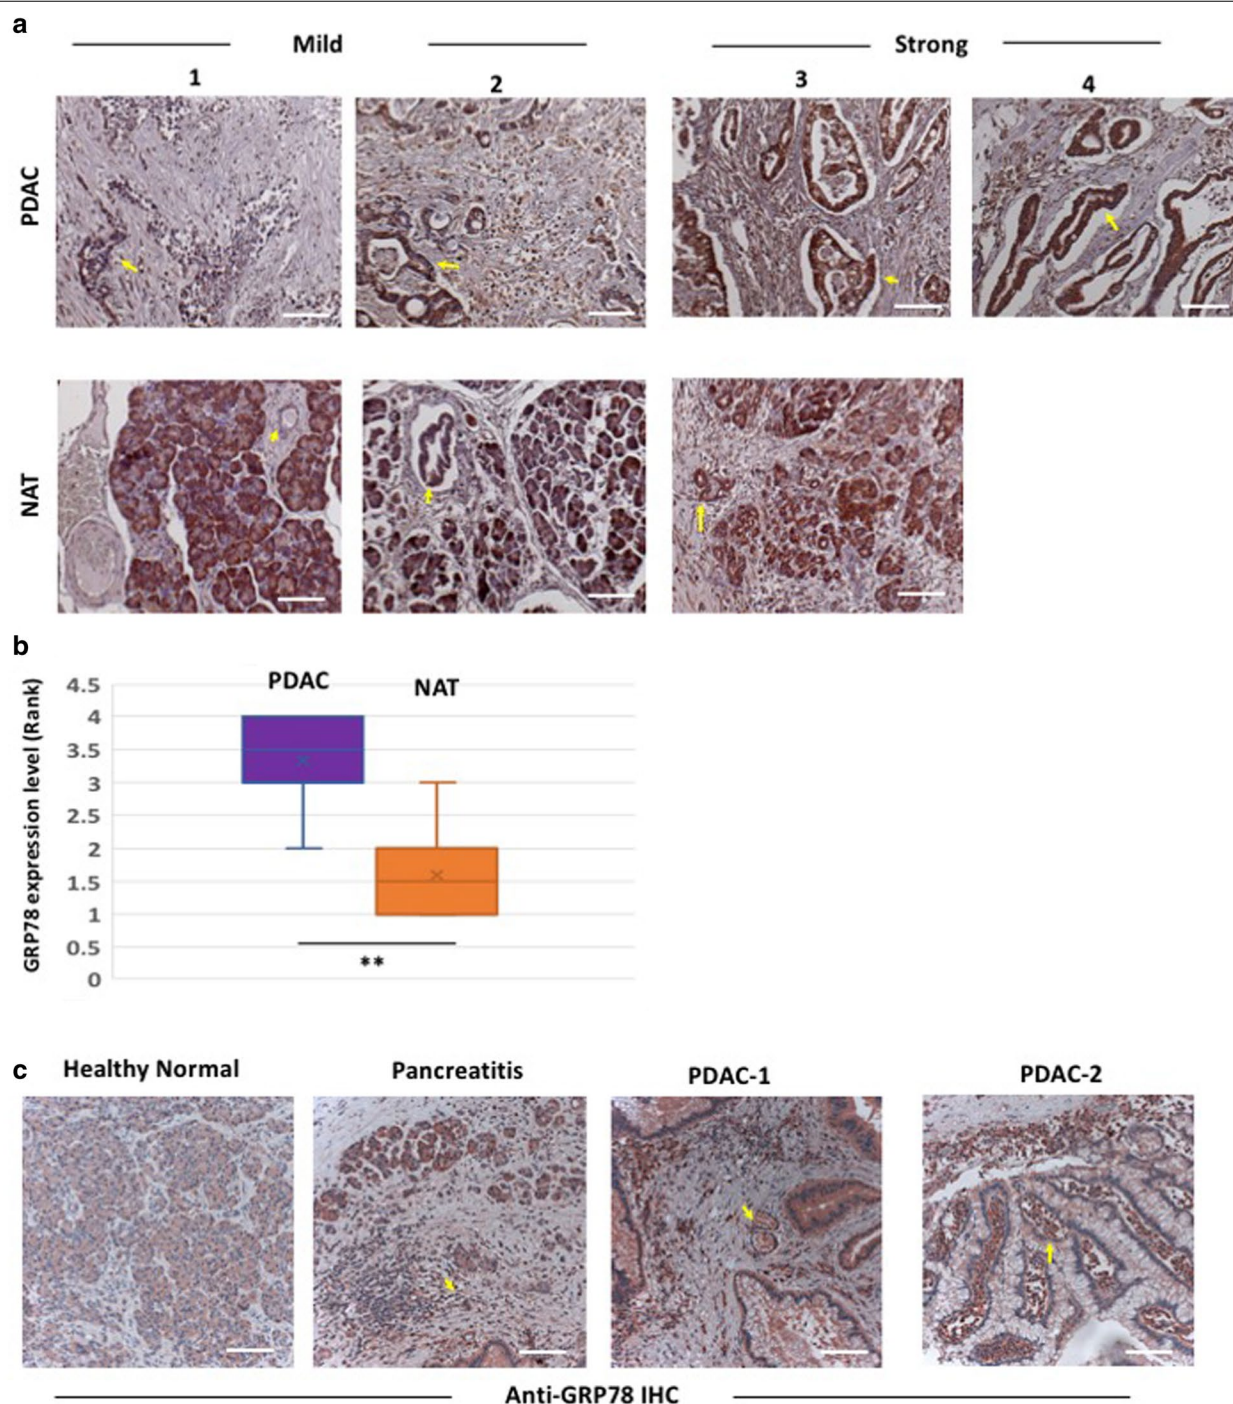 a
Mild Strong
1 2 3 4
PDAC
NAT
b
GRP78 expression level (Rank)
PDAC NAT
4.5
4
3.5
3
2.5
2
1.5
1
0.5
0
**
c
Healthy Normal Pancreatitis PDAC-1 PDAC-2
Anti-GRP78 IHC